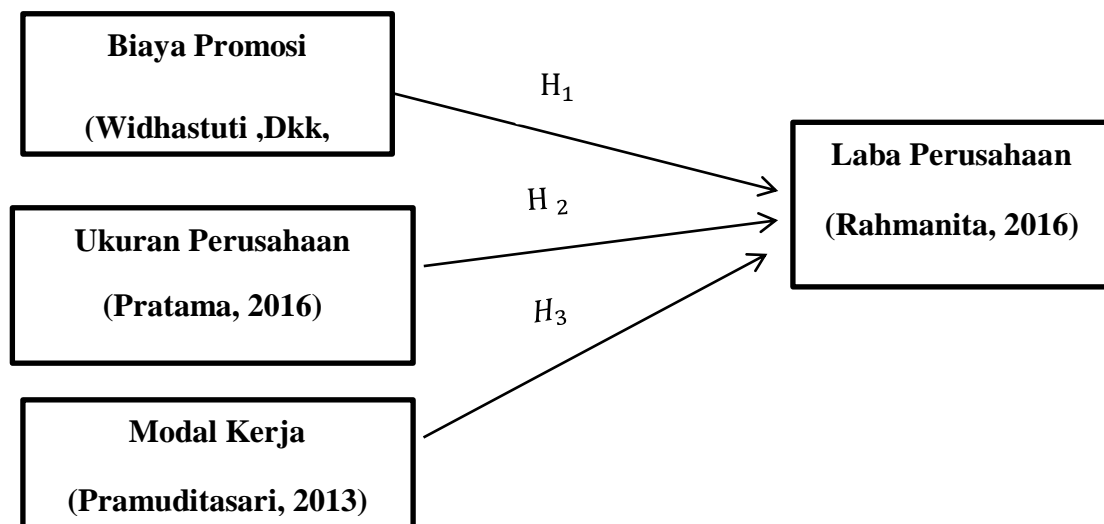 Biaya Promosi
(Widhastuti ,Dkk,
H₁
Ukuran Perusahaan
(Pratama, 2016)
H ₂
Modal Kerja
(Pramuditasari, 2013)
H₃
Laba Perusahaan
(Rahmanita, 2016)